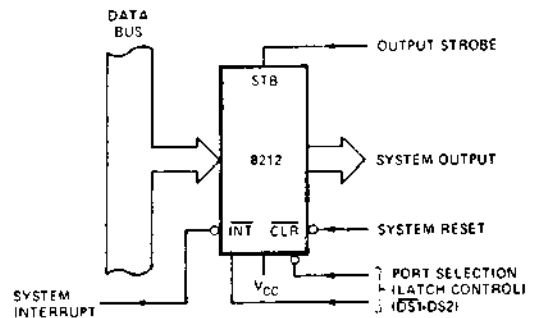 DATA
BUS
OUTPUT STROBE
STB
8212
SYSTEM OUTPUT
INT
CLR
SYSTEM RESET
VCC
PORT SELECTION
(LATCH CONTROL)
(DS1•DS2)
SYSTEM
INTERRUPT